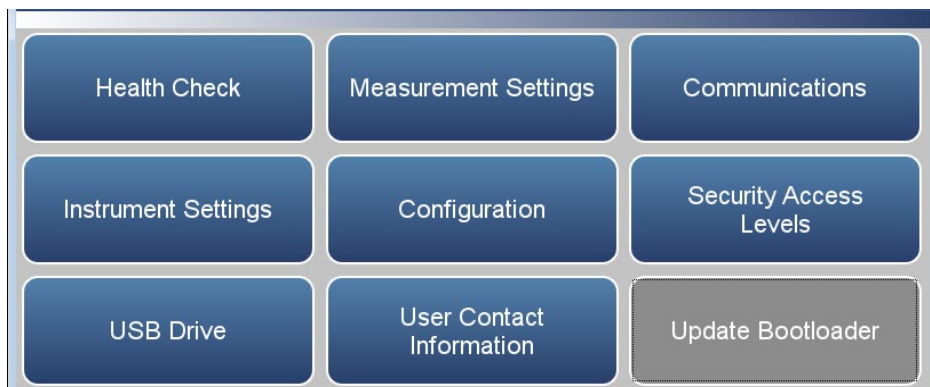 Health Check
Measurement Settings
Communications
Instrument Settings
Configuration
Security Access
Levels
USB Drive
User Contact
Information
Update Bootloader